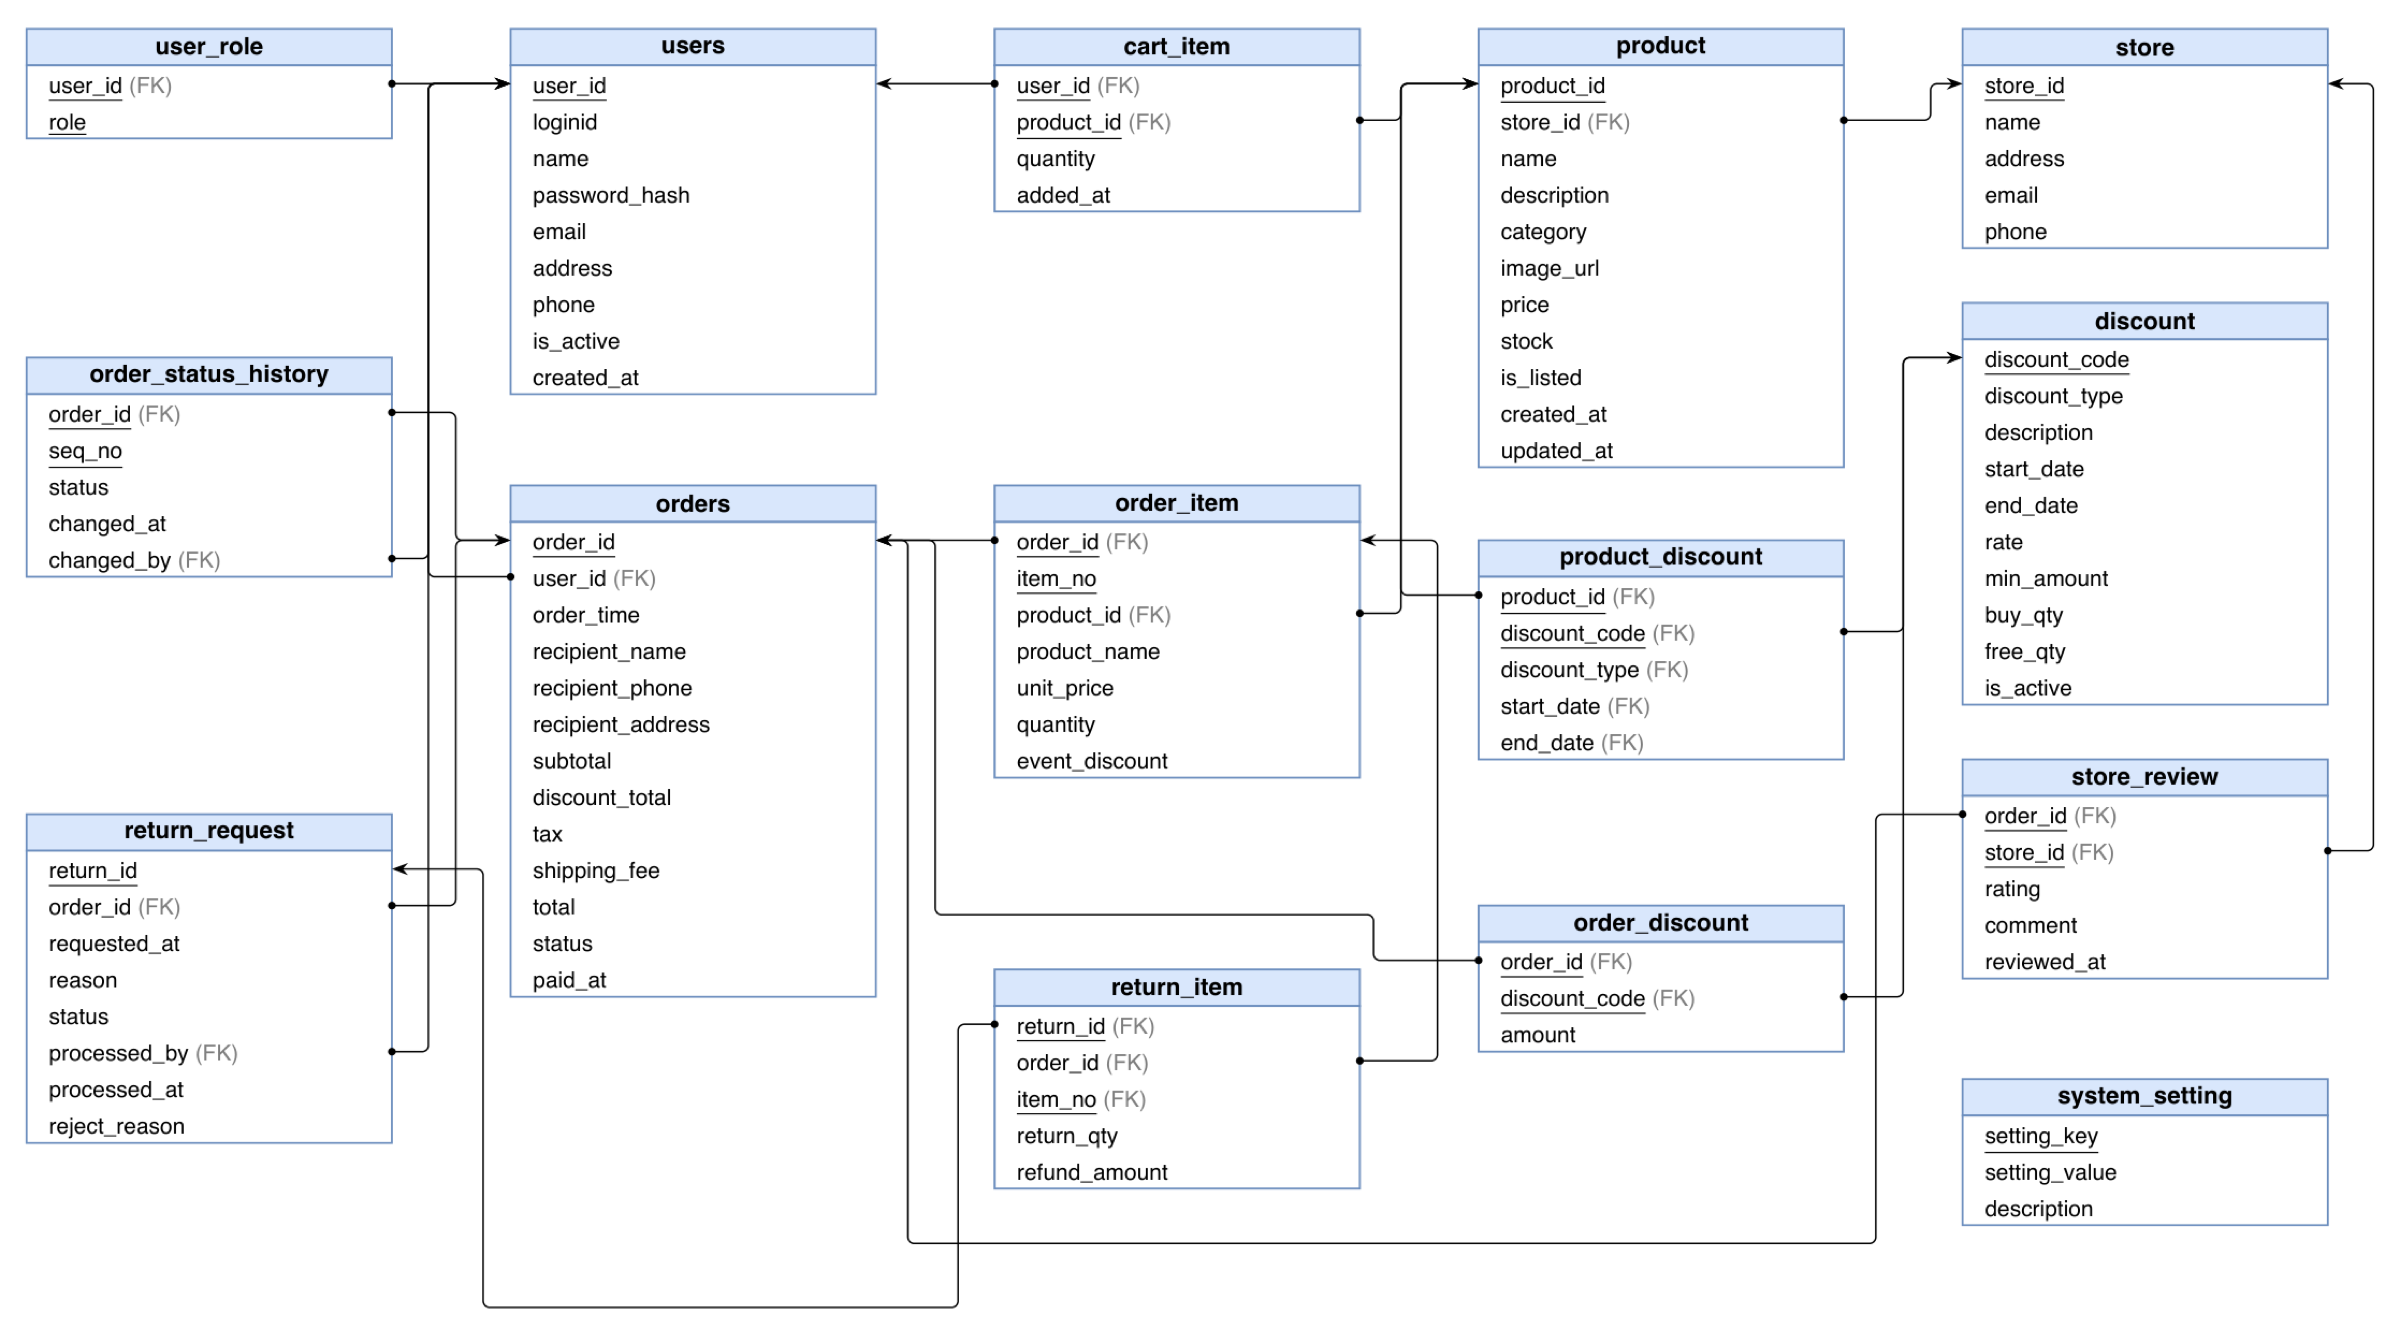 user_role
user_id (FK)
role
users
user_id
loginid
name
password_hash
email
address
phone
is_active
created_at
cart_item
user_id (FK)
product_id (FK)
quantity
added_at
product
product_id
store_id (FK)
name
description
category
image_url
price
stock
is_listed
created_at
updated_at
store
store_id
name
address
email
phone
order_status_history
order_id (FK)
seq_no
status
changed_at
changed_by (FK)
orders
order_id
user_id (FK)
order_time
recipient_name
recipient_phone
recipient_address
subtotal
discount_total
tax
shipping_fee
total
status
paid_at
order_item
order_id (FK)
item_no
product_id (FK)
product_name
unit_price
quantity
event_discount
product_discount
product_id (FK)
discount_code (FK)
discount_type (FK)
start_date (FK)
end_date (FK)
discount
discount_code
discount_type
description
start_date
end_date
rate
min_amount
buy_qty
free_qty
is_active
return_request
return_id
order_id (FK)
requested_at
reason
status
processed_by (FK)
processed_at
reject_reason
return_item
return_id (FK)
order_id (FK)
item_no (FK)
return_qty
refund_amount
order_discount
order_id (FK)
discount_code (FK)
amount
store_review
order_id (FK)
store_id (FK)
rating
comment
reviewed_at
system_setting
setting_key
setting_value
description